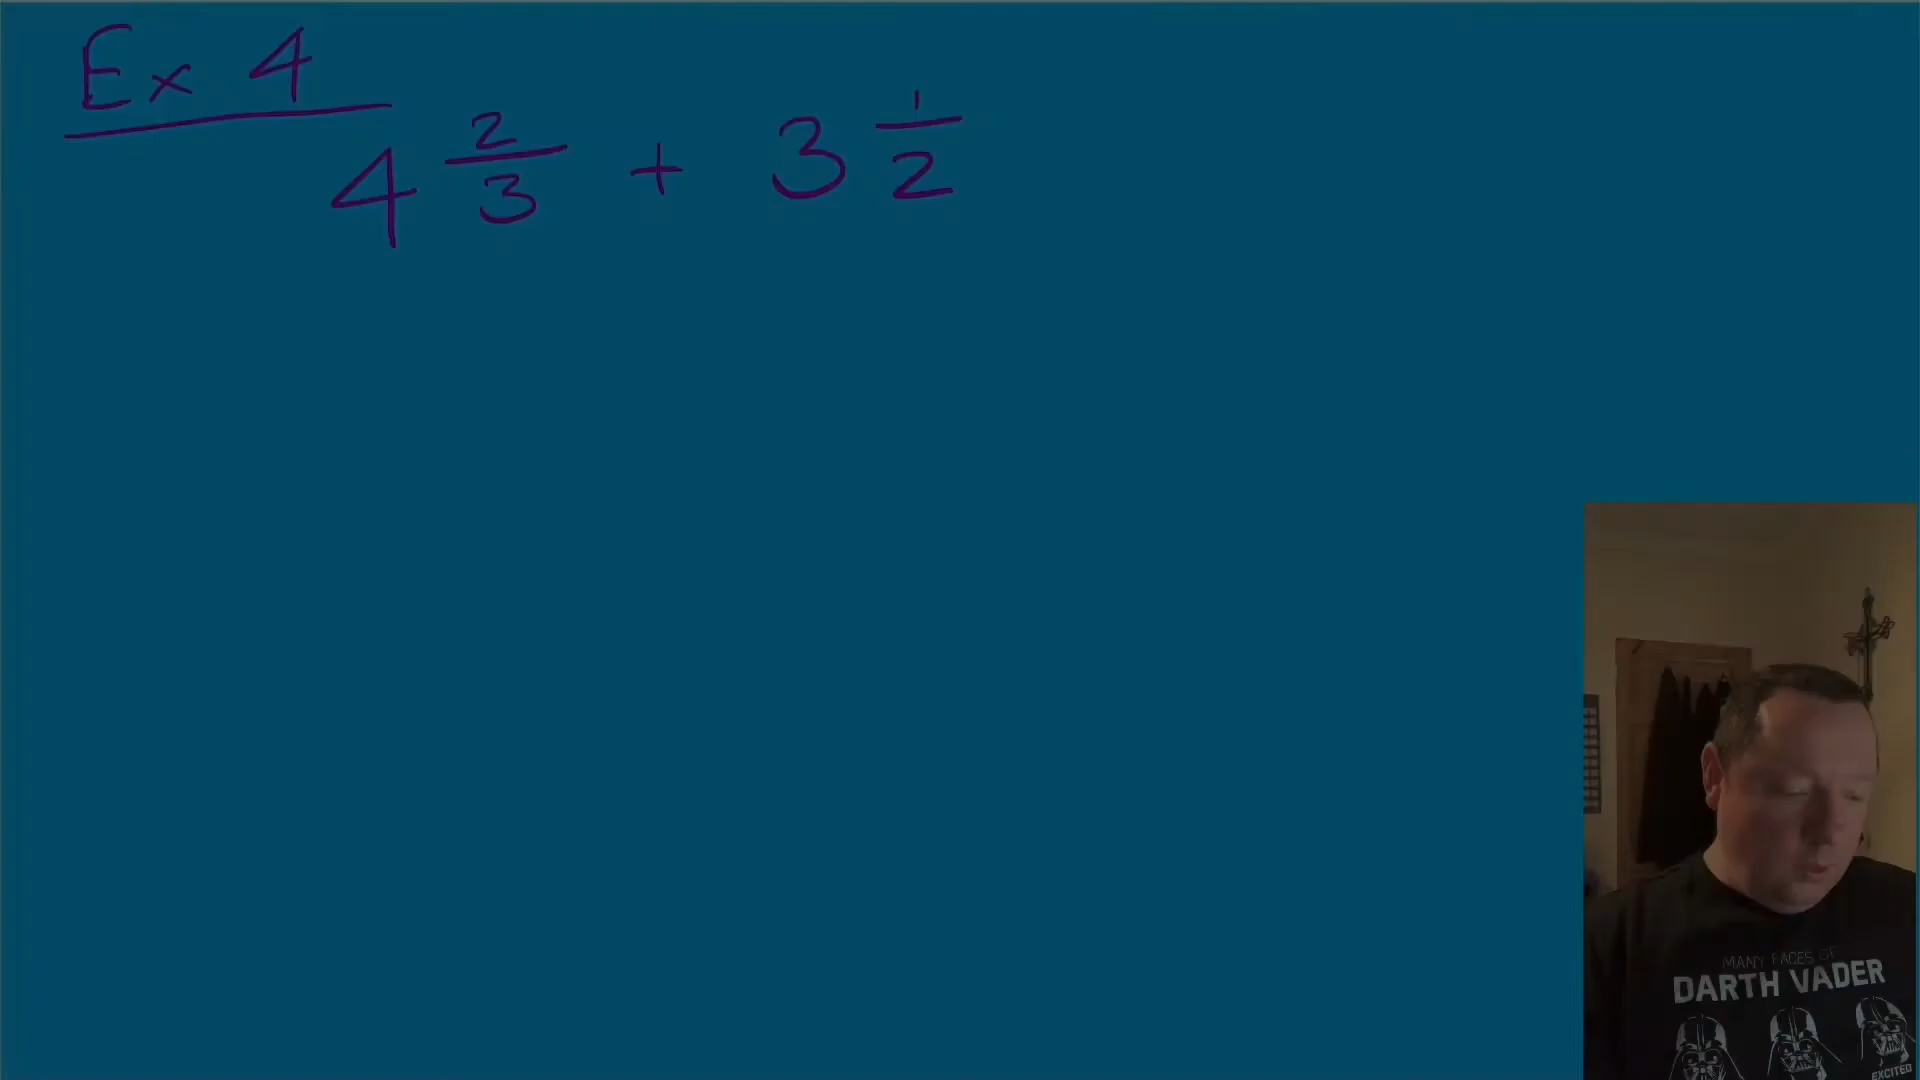 Ex 4
4 2/3 + 3 1/2
MANY FACES OF
DARTH VADER
EXCITED